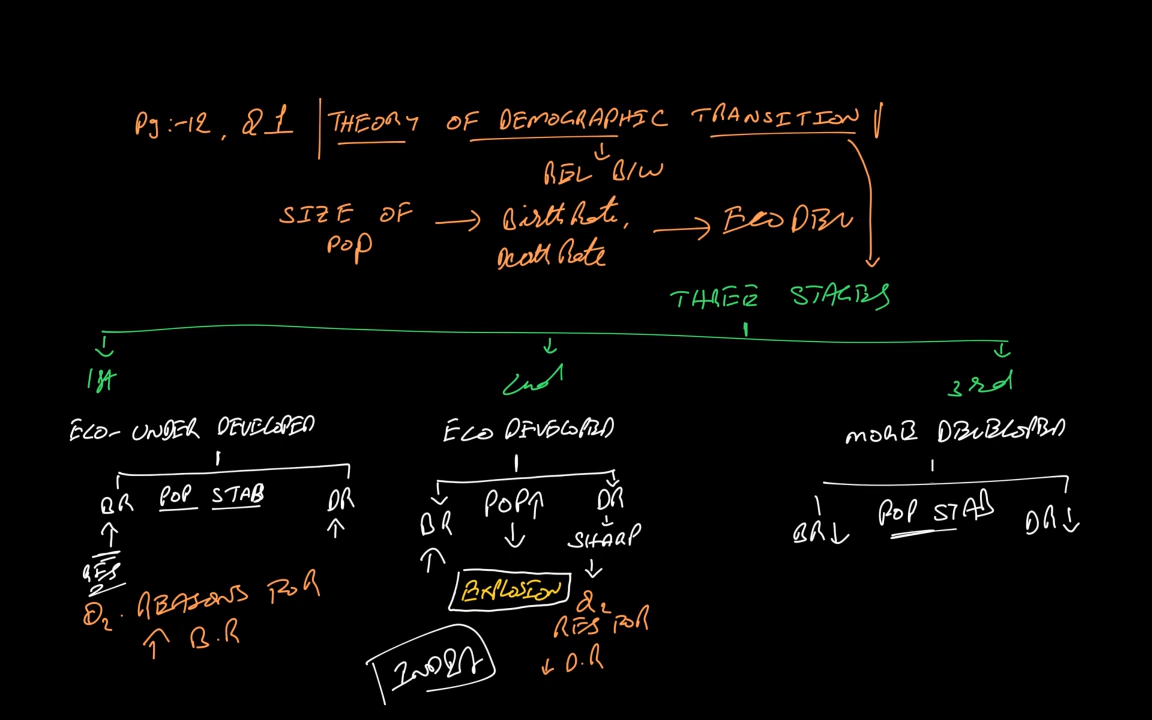 Pg:-12, Q1 | THEORY OF DEMOGRAPHIC TRANSITION |
↓
REL B/W
SIZE OF POP → Birth Rate, Death Rate → ECO DEV
THREE STAGES
1st 2nd 3rd
ECO- UNDER DEVELOPED
BR ↑ POP STAB DR ↑
RES
Q2. REASONS FOR
↑ B.R
ECO DEVELOPED
BR ↑ POP↑ DR
↓ SHARP
EXPLOSION
↓
Q2
RES FOR
↓ D.R
INDIA
MORE DEVELOPED
BR↓ POP STAB DR↓